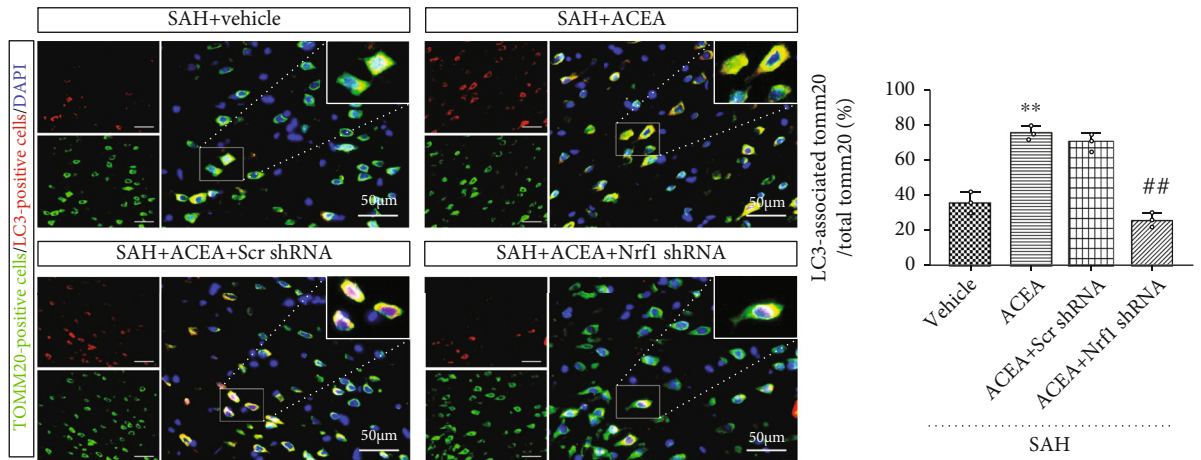 TOMM20-positive cells/LC3-positive cells/DAPI
SAH+vehicle
50μm
SAH+ACEA
50μm
SAH+ACEA+Scr shRNA
50μm
SAH+ACEA+Nrf1 shRNA
50μm
LC3-associated tomm20
/total tomm20 (%)
100
80
60
40
20
0
**
##
Vehicle
ACEA
ACEA+Scr shRNA
ACEA+Nrf1 shRNA
SAH